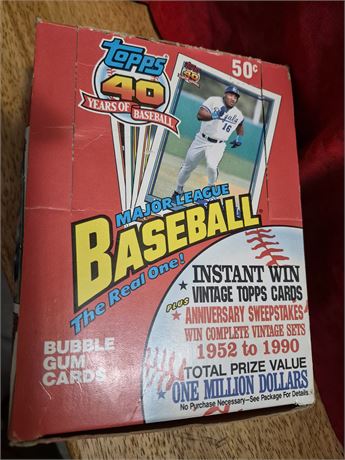 Topps
50¢
40
YEARS OF BASEBALL
Royals
16
MAJOR LEAGUE
BASEBALL
The Real One!
PLUS
INSTANT WIN
VINTAGE TOPPS CARDS
★ ANNIVERSARY SWEEPSTAKES
WIN COMPLETE VINTAGE SETS
★ 1952 to 1990
TOTAL PRIZE VALUE
★ ONE MILLION DOLLARS
No Purchase Necessary—See Package For Details.
BUBBLE
GUM
CARDS